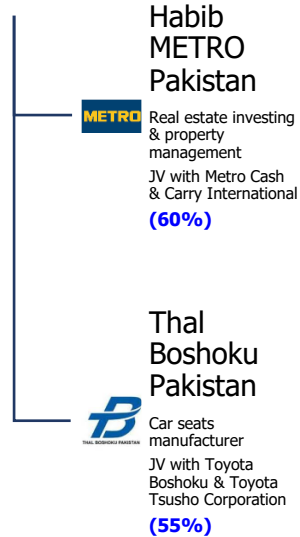 Habib
METRO
Pakistan
METRO
Real estate investing
& property
management
JV with Metro Cash
& Carry International
(60%)
Thal
Boshoku
Pakistan
THAL BOSHOKU PAKISTAN
Car seats
manufacturer
JV with Toyota
Boshoku & Toyota
Tsusho Corporation
(55%)